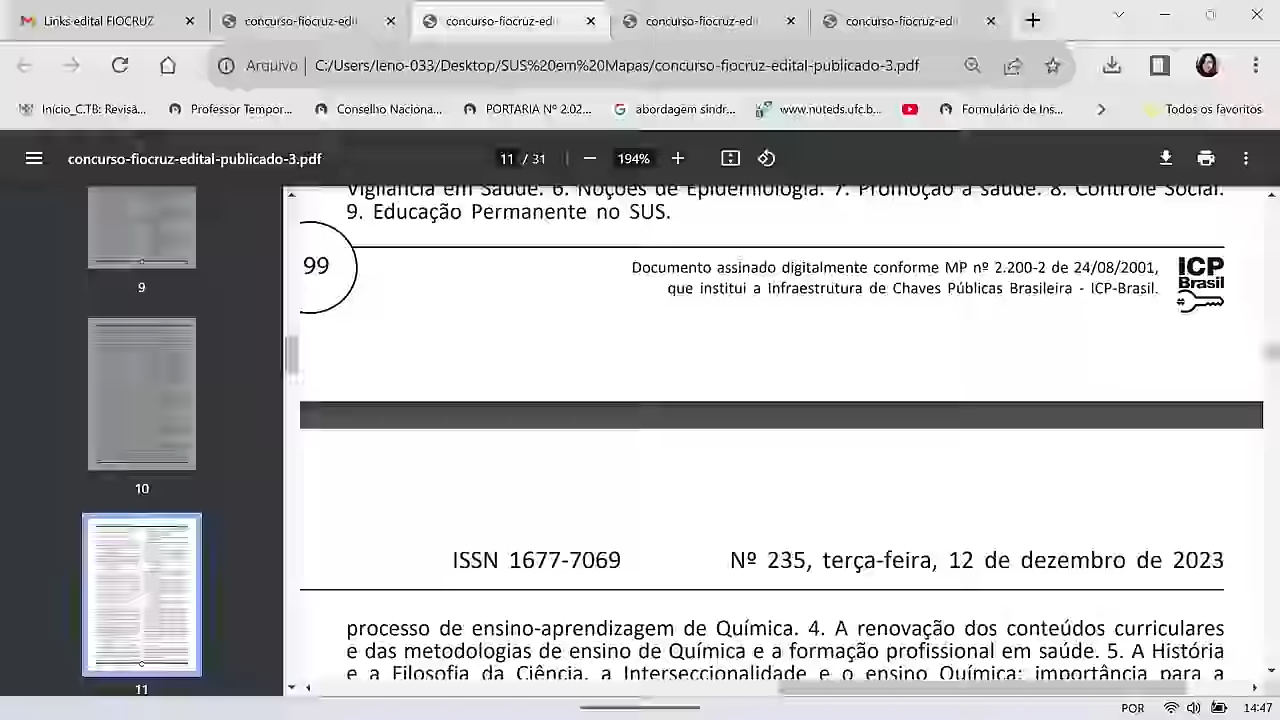 Links edital FIOCRUZ
concurso-fiocruz-edit
concurso-fiocruz-edit
concurso-fiocruz-edit
concurso-fiocruz-edit
Arquivo
C:/Users/leno-033/Desktop/SUS%20em%20Mapas/concurso-fiocruz-edital-publicado-3.pdf
Início_CTB: Revisã...
Professor Tempor...
Conselho Naciona...
PORTARIA Nº 2.02...
abordagem sindr...
www.nuteds.ufc.b...
Formulário de Ins...
Todos os favoritos
concurso-fiocruz-edital-publicado-3.pdf
11 / 31
194%
9
10
11
Vigilância em Saúde. 6. Noções de Epidemiologia. 7. Promoção à saúde. 8. Controle Social.
9. Educação Permanente no SUS.
99
Documento assinado digitalmente conforme MP nº 2.200-2 de 24/08/2001,
que institui a Infraestrutura de Chaves Públicas Brasileira - ICP-Brasil.
ICP
Brasil
ISSN 1677-7069
Nº 235, terça-feira, 12 de dezembro de 2023
processo de ensino-aprendizagem de Química. 4. A renovação dos conteúdos curriculares
e das metodologias de ensino de Química e a formação profissional em saúde. 5. A História
e a Filosofia da Ciência, a Interseccionalidade e o ensino Química: importância para a
POR
14:47